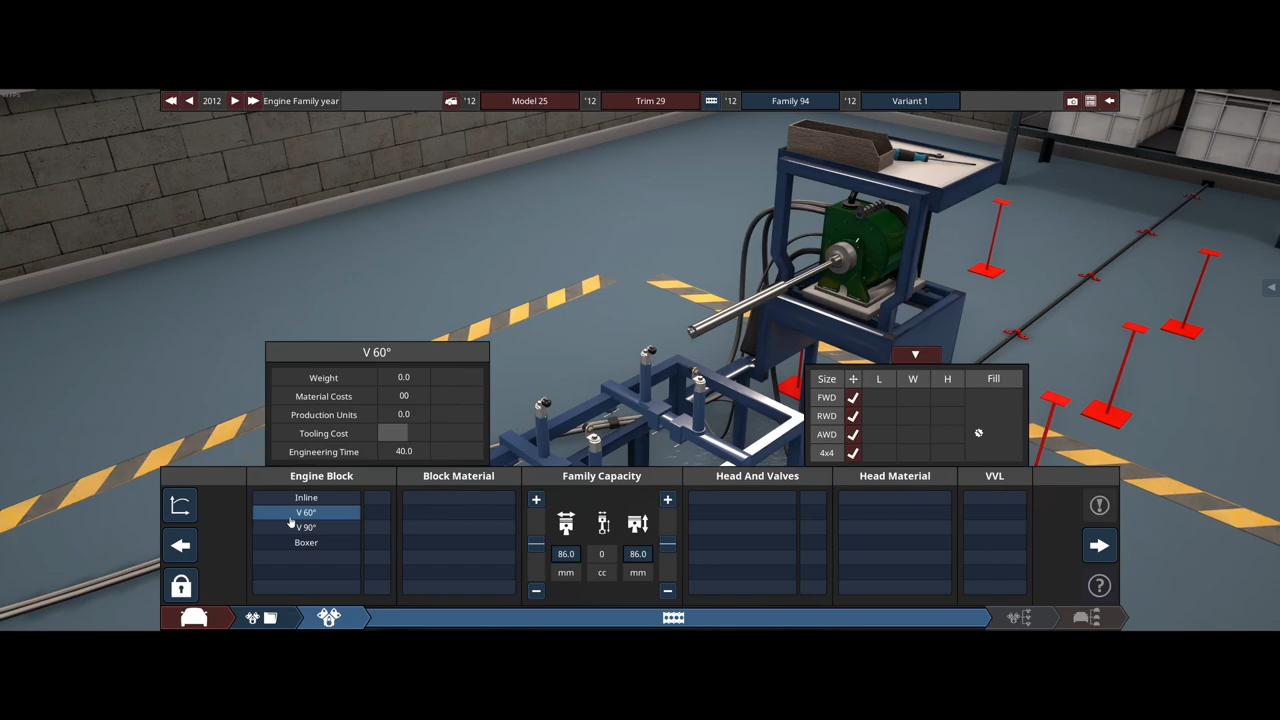 2012 Engine Family year '12 Model 25 '12 Trim 29 '12 Family 94 '12 Variant 1
V 60°
Weight 0.0
Material Costs 00
Production Units 0.0
Tooling Cost
Engineering Time 40.0
Size L W H Fill
FWD
RWD
AWD
4x4
Engine Block Block Material Family Capacity Head And Valves Head Material VVL
Inline
V 60°
V 90°
Boxer
86.0 0 86.0
mm cc mm